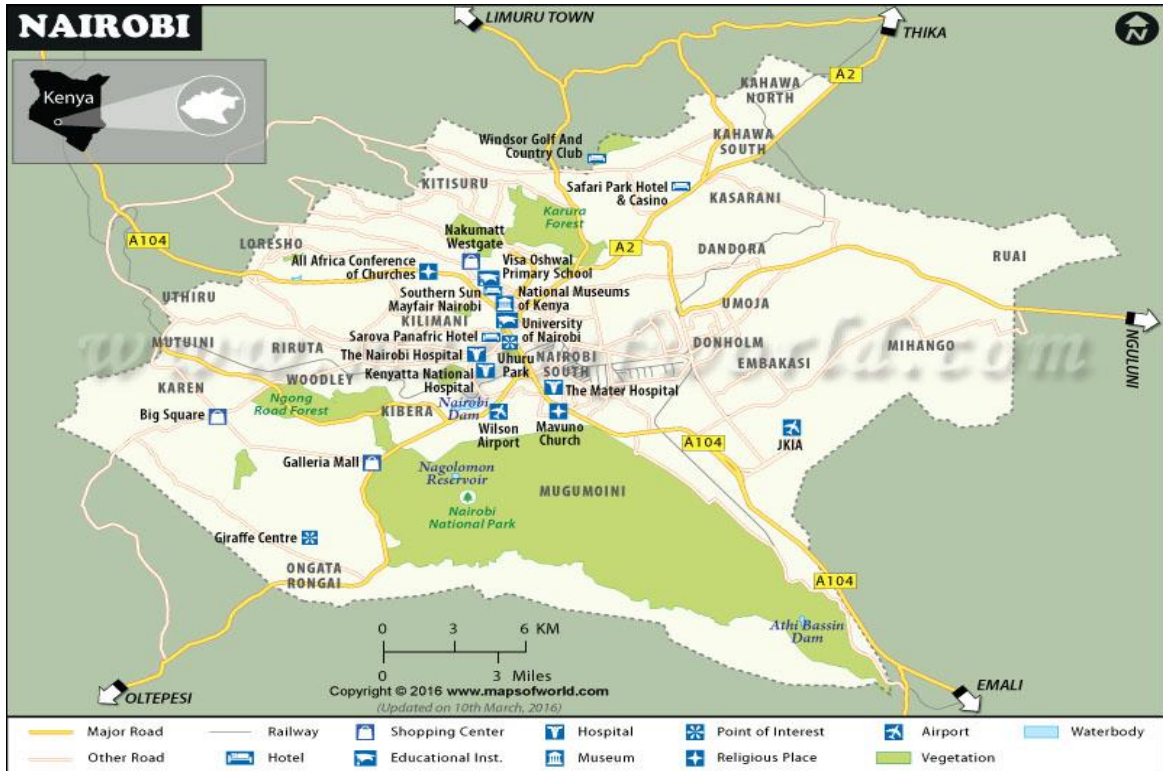 NAIROBI
LIMURU TOWN
THIKA
N
Kenya
A2
KAHAWA
NORTH
KAHAWA
SOUTH
Windsor Golf And
Country Club
Safari Park Hotel
& Casino
KITISURU
KASARANI
Karura
Forest
A104
LORESHO
Nakumatt
Westgate
A2
DANDORA
RUAI
All Africa Conference
of Churches
Visa Oshwal
Primary School
UTHIRU
Southern Sun
Mayfair Nairobi
National Museums
of Kenya
UMOJA
KILIMANI
University
of Nairobi
NGULUNI
MUTUINI
RIRUTA
Sarova Panafric Hotel
DONHOLM
MIHANGO
The Nairobi Hospital
Uhuru
Park
NAIROBI
SOUTH
EMBAKASI
KAREN
WOODLEY
Kenyatta National
Hospital
The Mater Hospital
Big Square
Ngong
Road Forest
KIBERA
Nairobi
Dam
Wilson
Airport
Mavuno
Church
A104
JKIA
Galleria Mall
Nagolomon
Reservoir
MUGUMOINI
Nairobi
National Park
Giraffe Centre
ONGATA
RONGAI
A104
Athi Bassin
Dam
0 3 6 KM
0 3 Miles
OLTEPESI
EMALI
Copyright © 2016 www.mapsofworld.com
(Updated on 10th March, 2016)
Major Road
Railway
Shopping Center
Hospital
Point of Interest
Airport
Waterbody
Other Road
Hotel
Educational Inst.
Museum
Religious Place
Vegetation